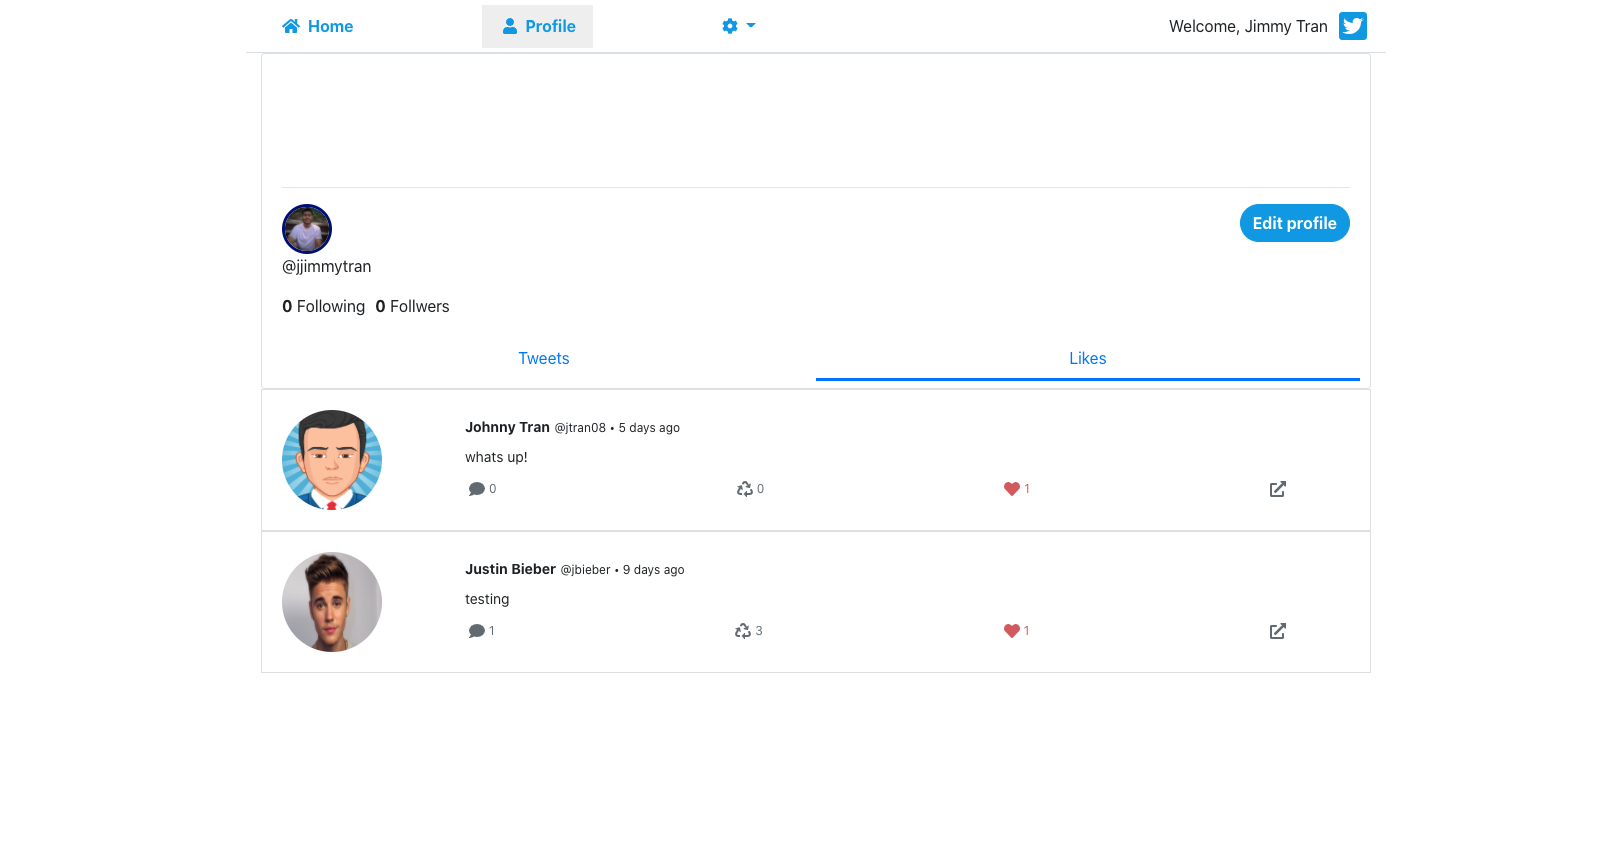 Home Profile Welcome, Jimmy Tran
Edit profile
@jjimmytran
0 Following 0 Follwers
Tweets Likes
Johnny Tran @jtran08 • 5 days ago
whats up!
0 0 1
Justin Bieber @jbieber • 9 days ago
testing
1 3 1